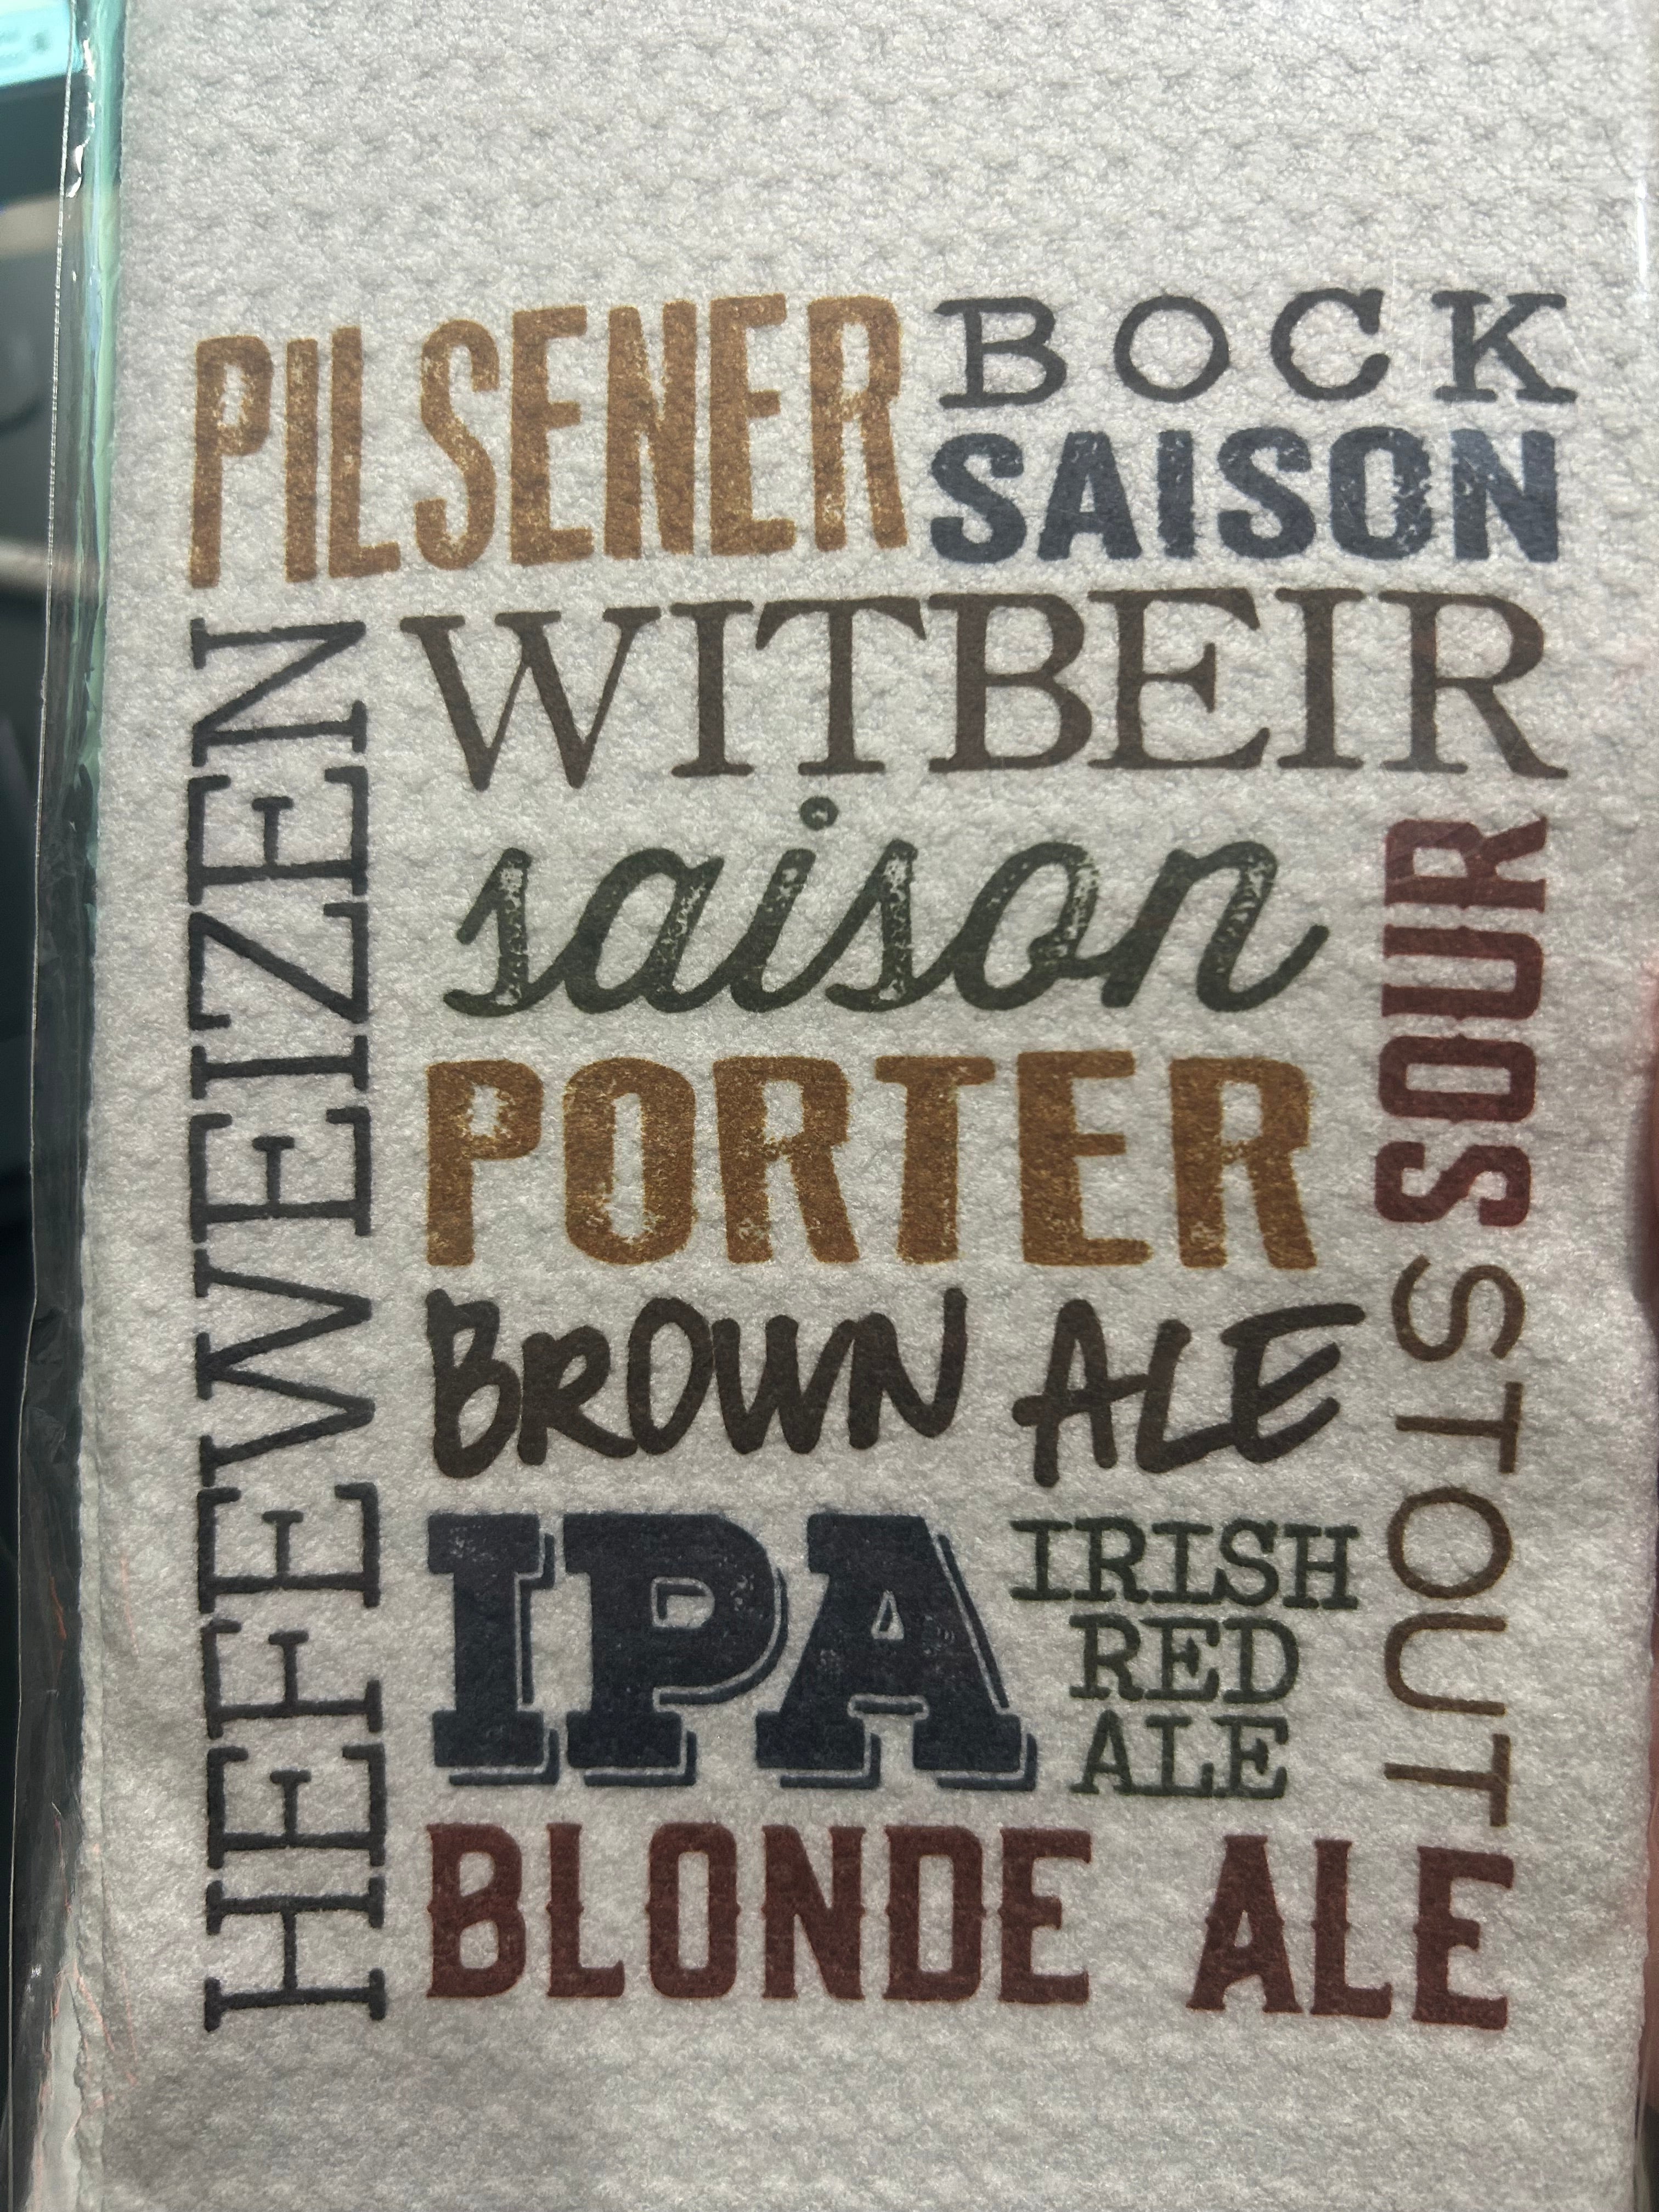 PILSENER
BOCK
SAISON
HEFEWEIZEN
WITBEIR
saison
SOUR
PORTER
BROWN ALE
STOUT
IPA
IRISH
RED
ALE
BLONDE ALE